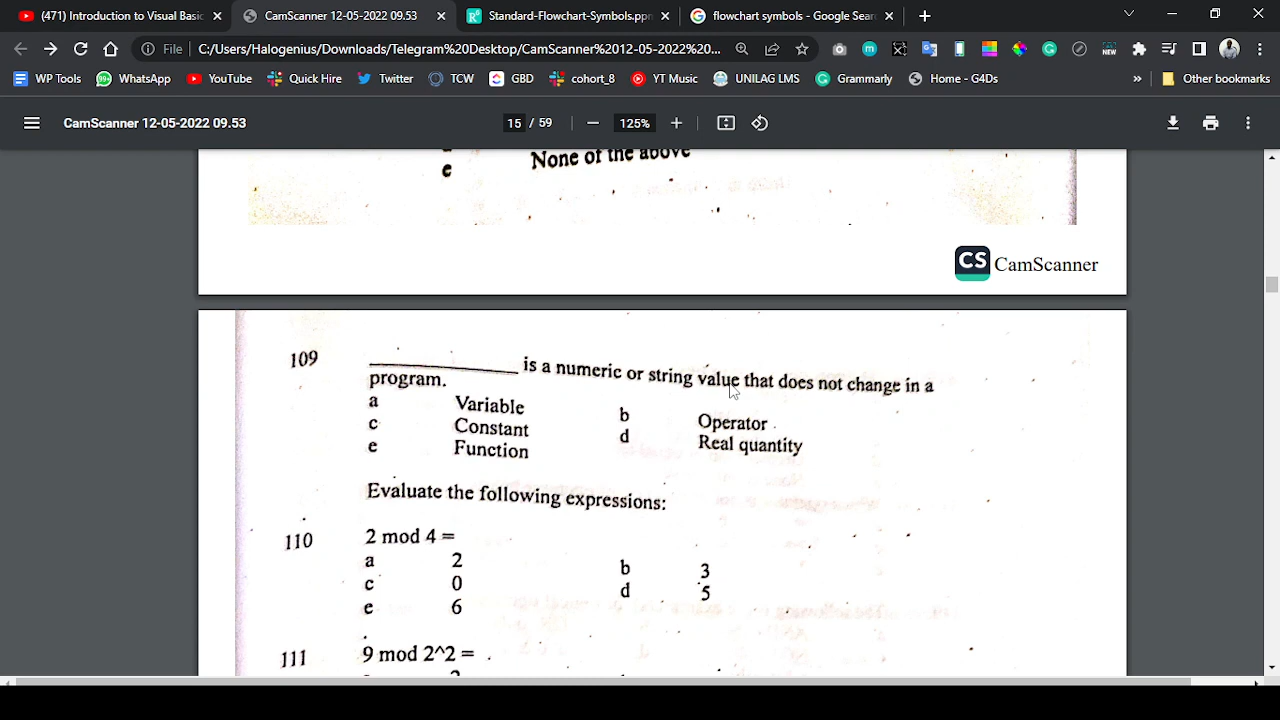 (471) Introduction to Visual Basic
CamScanner 12-05-2022 09.53
Standard-Flowchart-Symbols.ppn
flowchart symbols - Google Sear
File
C:/Users/Halogenius/Downloads/Telegram%20Desktop/CamScanner%2012-05-2022%20...
NEW
WP Tools
99+ WhatsApp
YouTube
Quick Hire
Twitter
TCW
GBD
cohort_8
YT Music
UNILAG LMS
Grammarly
Home - G4Ds
»
Other bookmarks
CamScanner 12-05-2022 09.53
15 / 59
125%
e None of the above
CS CamScanner
109 ______________ is a numeric or string value that does not change in a
program.
a Variable b Operator
c Constant d Real quantity
e Function
Evaluate the following expressions:
110 2 mod 4 =
a 2 b 3
c 0 d 5
e 6
111 9 mod 2^2 =